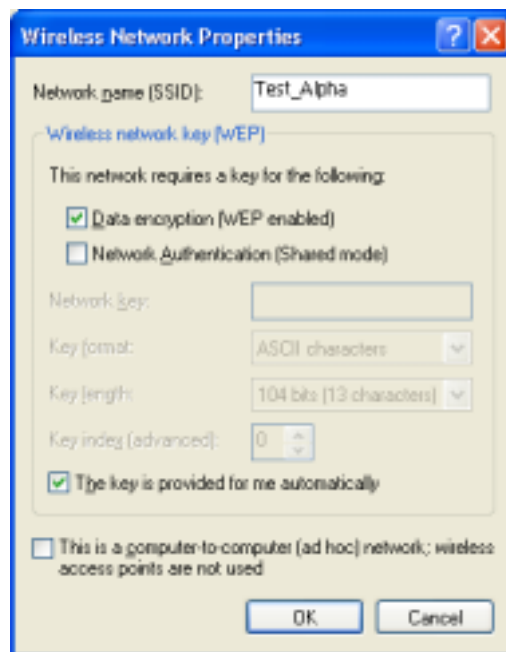 Wireless Network Properties
Network name (SSID): Test_Alpha
Wireless network key (WEP)
This network requires a key for the following:
Data encryption (WEP enabled)
Network Authentication (Shared mode)
Network key:
Key format: ASCII characters
Key length: 104 bits (13 characters)
Key index (advanced): 0
The key is provided for me automatically
This is a computer-to-computer (ad hoc) network; wireless
access points are not used
OK Cancel